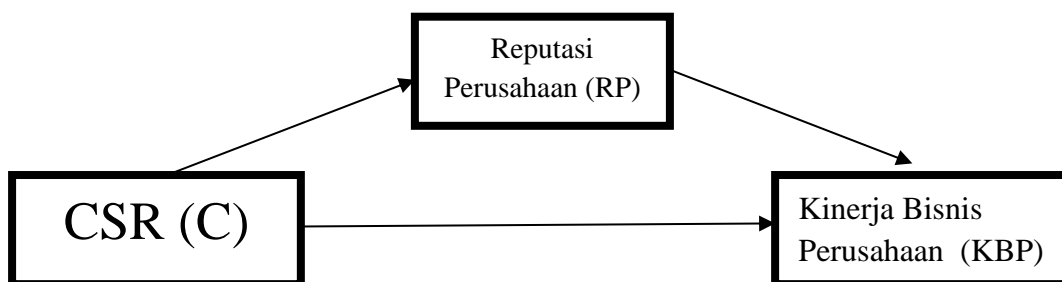 Reputasi
Perusahaan (RP)
CSR (C)
Kinerja Bisnis
Perusahaan (KBP)